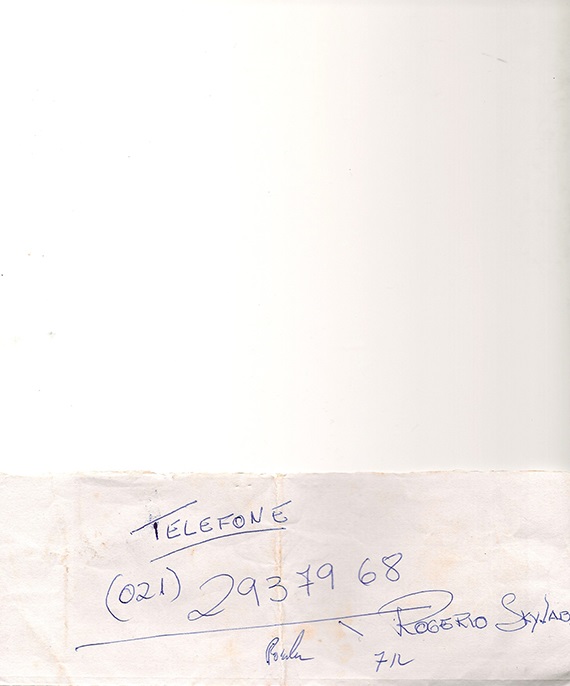 TELEFONE
(021) 2937968
ROGERIO SKYLAB